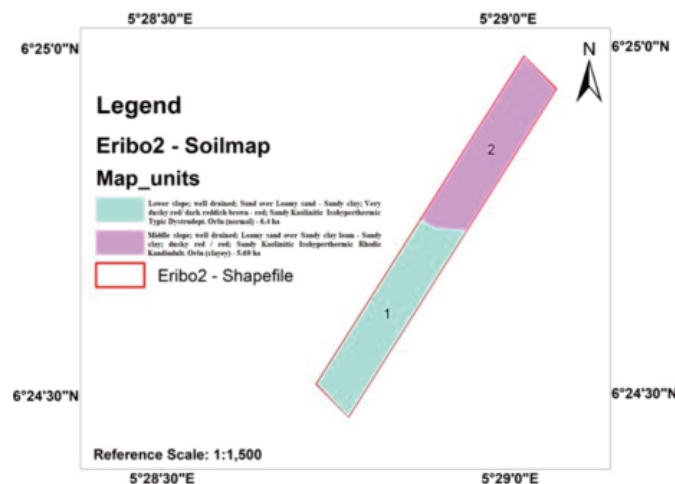 5°28'30"E 5°29'0"E
6°25'0"N 6°25'0"N
N
Legend
Eribo2 - Soilmap
Map_units
Lower slope; well drained; Sand over Loamy sand - Sandy clay; Very
ducky red/ dark reddish brown - red; Sandy Kaolinitic Isohyperthermic
Typic Dystrudept. Orlu (normal) - 6.4 ha
Middle slope; well drained; Loamy sand over Sandy clay loam - Sandy
clay; ducky red / red; Sandy Kaolinitic Isohyperthermic Rhodic
Kandiudult. Orlu (clayey) - 5.69 ha
Eribo2 - Shapefile
2
1
6°24'30"N 6°24'30"N
Reference Scale: 1:1,500
5°28'30"E 5°29'0"E